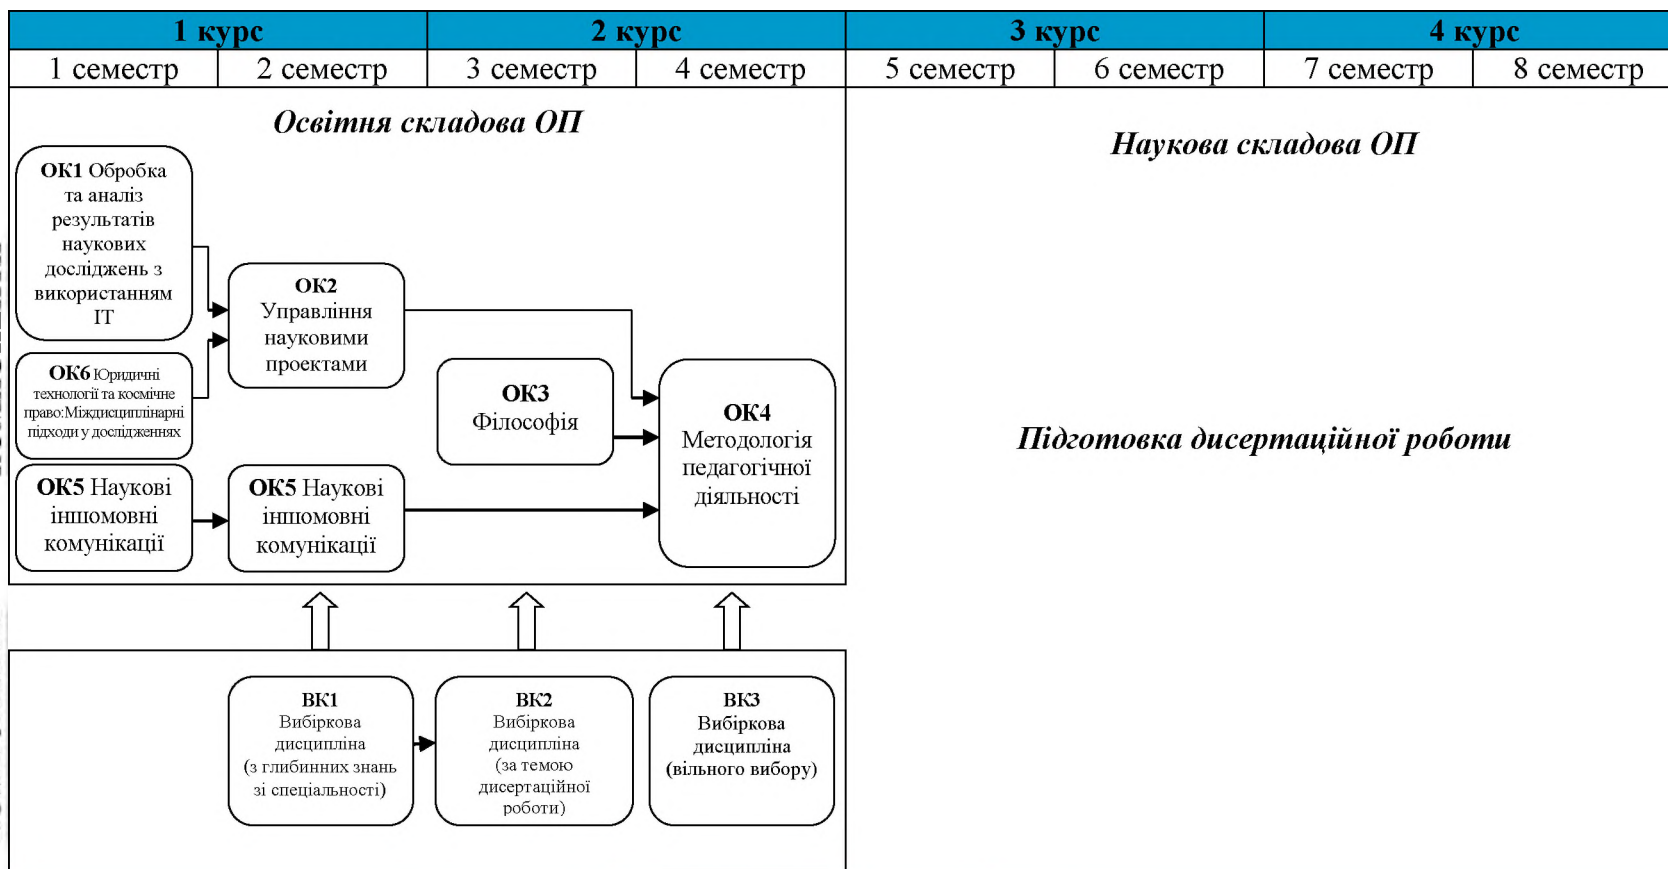 1 курс
2 курс
3 курс
4 курс
1 семестр
2 семестр
3 семестр
4 семестр
5 семестр
6 семестр
7 семестр
8 семестр
Освітня складова ОП
Наукова складова ОП
ОК1 Обробка
та аналіз
результатів
наукових
досліджень з
використанням
ІТ
ОК2
Управління
науковими
проектами
ОК6 Юридичні
технології та космічне
право:Міждисциплінарні
підходи у дослідженнях
ОК3
Філософія
ОК4
Методологія
педагогічної
діяльності
Підготовка дисертаційної роботи
ОК5 Наукові
іншомовні
комунікації
ОК5 Наукові
іншомовні
комунікації
ВК1
Вибіркова
дисципліна
(з глибинних знань
зі спеціальності)
ВК2
Вибіркова
дисципліна
(за темою
дисертаційної
роботи)
ВК3
Вибіркова
дисципліна
(вільного вибору)